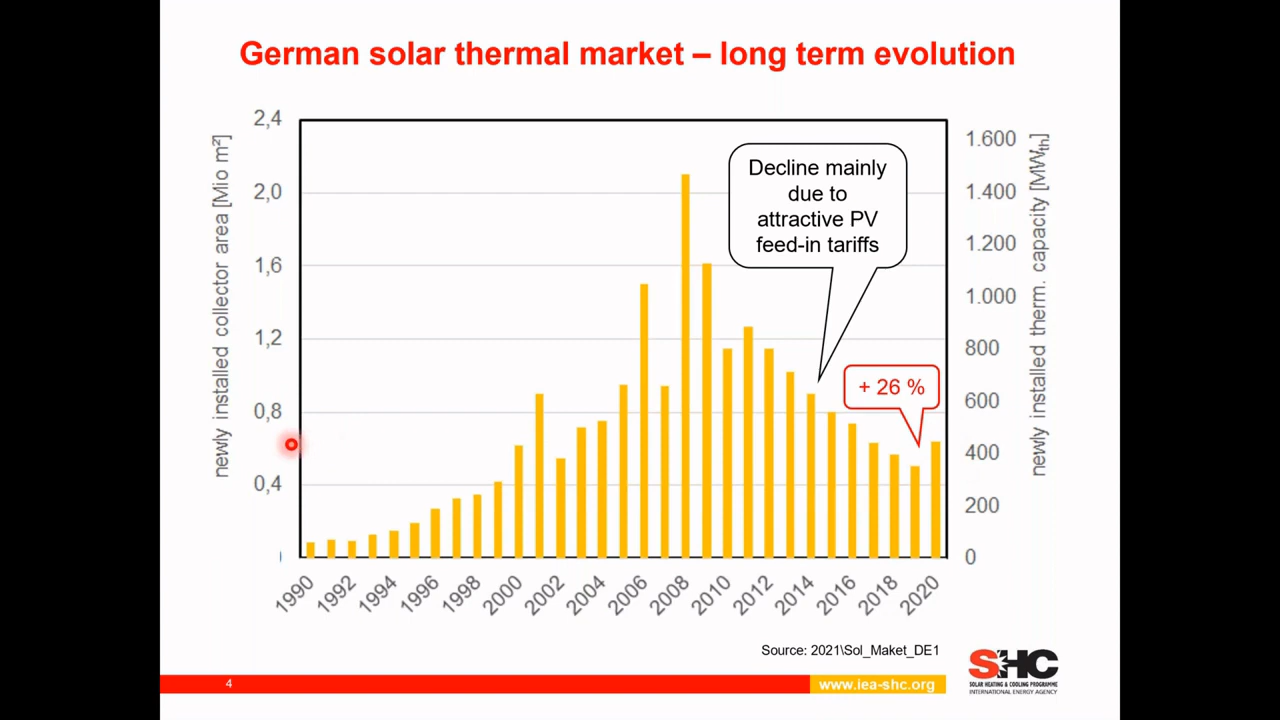 German solar thermal market – long term evolution
newly installed collector area [Mio m²]
2,4
2,0
1,6
1,2
0,8
0,4
1.600
1.400
1.200
1.000
800
600
400
200
0
newly installed therm. capacity [MWth]
Decline mainly
due to
attractive PV
feed-in tariffs
+ 26 %
1990
1992
1994
1996
1998
2000
2002
2004
2006
2008
2010
2012
2014
2016
2018
2020
Source: 2021\Sol_Maket_DE1
4
www.iea-shc.org
SHC
SOLAR HEATING & COOLING PROGRAMME
INTERNATIONAL ENERGY AGENCY